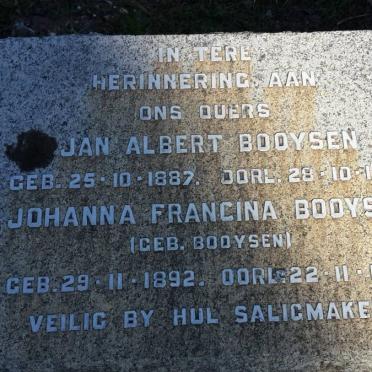 IN TERE
HERINNERING AAN
ONS OUERS
JAN ALBERT BOOYSEN
GEB. 25-10-1887. OORL. 28-10-1
JOHANNA FRANCINA BOOYS
(GEB. BOOYSEN)
GEB. 29-11-1892. OORL. 22-11-
VEILIG BY HUL SALIGMAKE